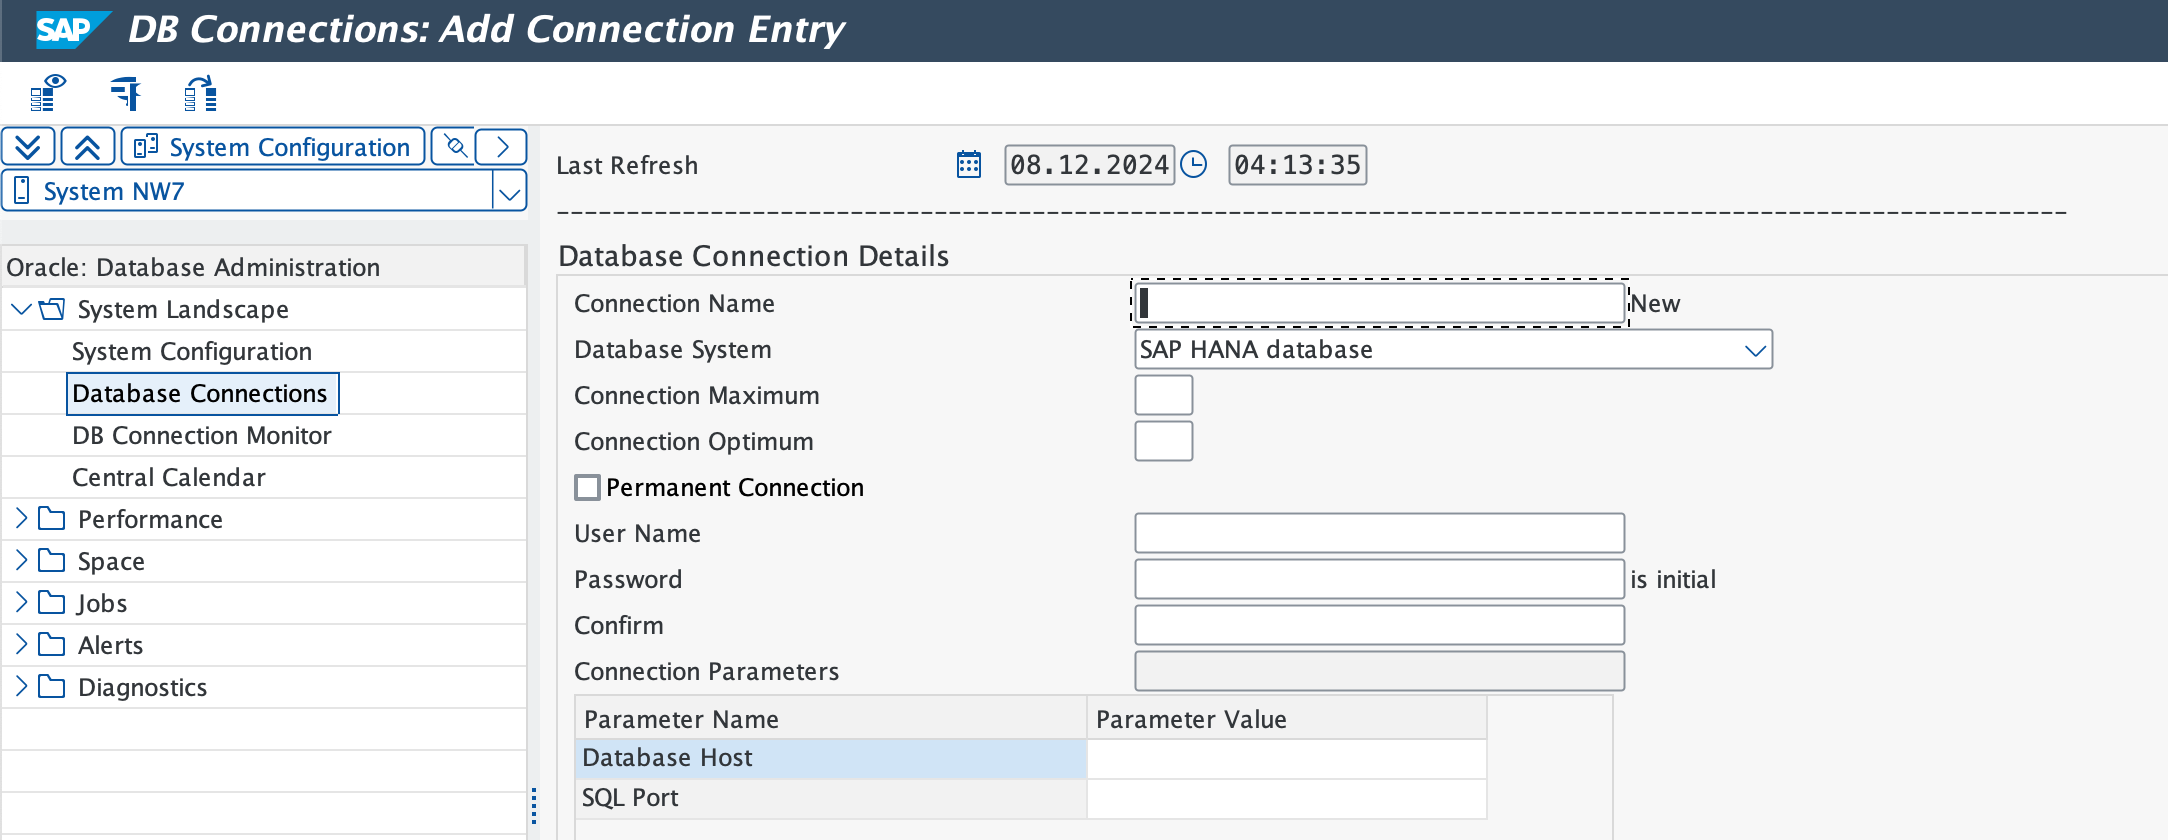 SAP DB Connections: Add Connection Entry
System Configuration
System NW7
Oracle: Database Administration
System Landscape
System Configuration
Database Connections
DB Connection Monitor
Central Calendar
Performance
Space
Jobs
Alerts
Diagnostics
Last Refresh 08.12.2024 04:13:35
--------------------------------------------------------------------------------------------------------------
Database Connection Details
Connection Name New
Database System SAP HANA database
Connection Maximum
Connection Optimum
Permanent Connection
User Name
Password is initial
Confirm
Connection Parameters
Parameter Name Parameter Value
Database Host
SQL Port